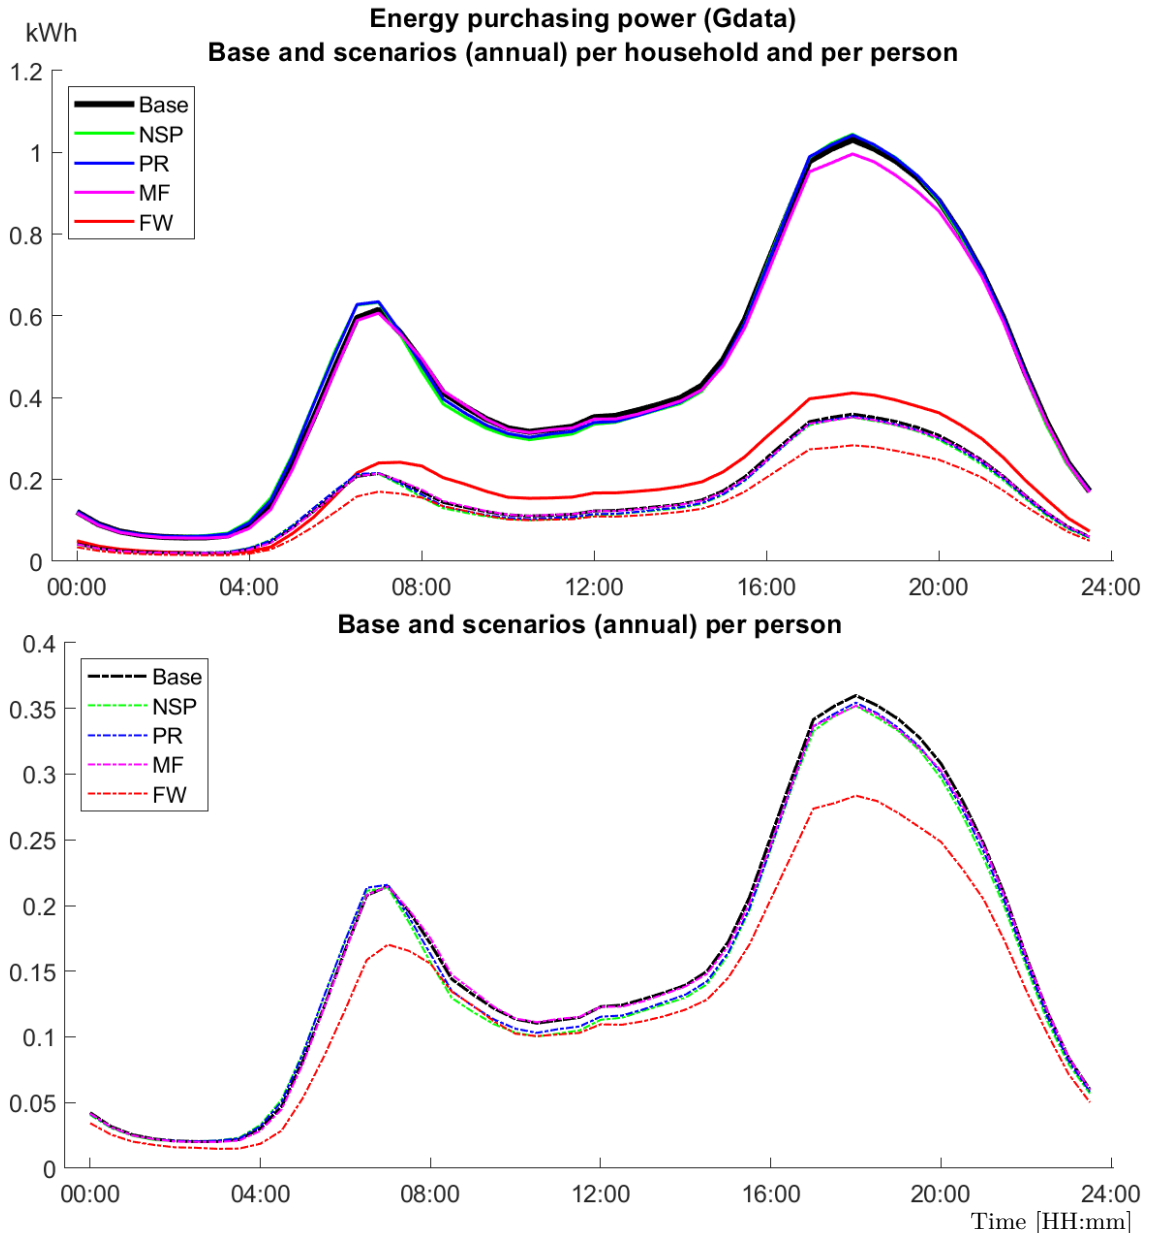 Energy purchasing power (Gdata)
kWh
Base and scenarios (annual) per household and per person
1.2
Base
NSP
PR
MF
FW
1
0.8
0.6
0.4
0.2
0
00:00 04:00 08:00 12:00 16:00 20:00 24:00
Base and scenarios (annual) per person
0.4
Base
NSP
PR
MF
FW
0.35
0.3
0.25
0.2
0.15
0.1
0.05
0
00:00 04:00 08:00 12:00 16:00 20:00 24:00
Time [HH:mm]